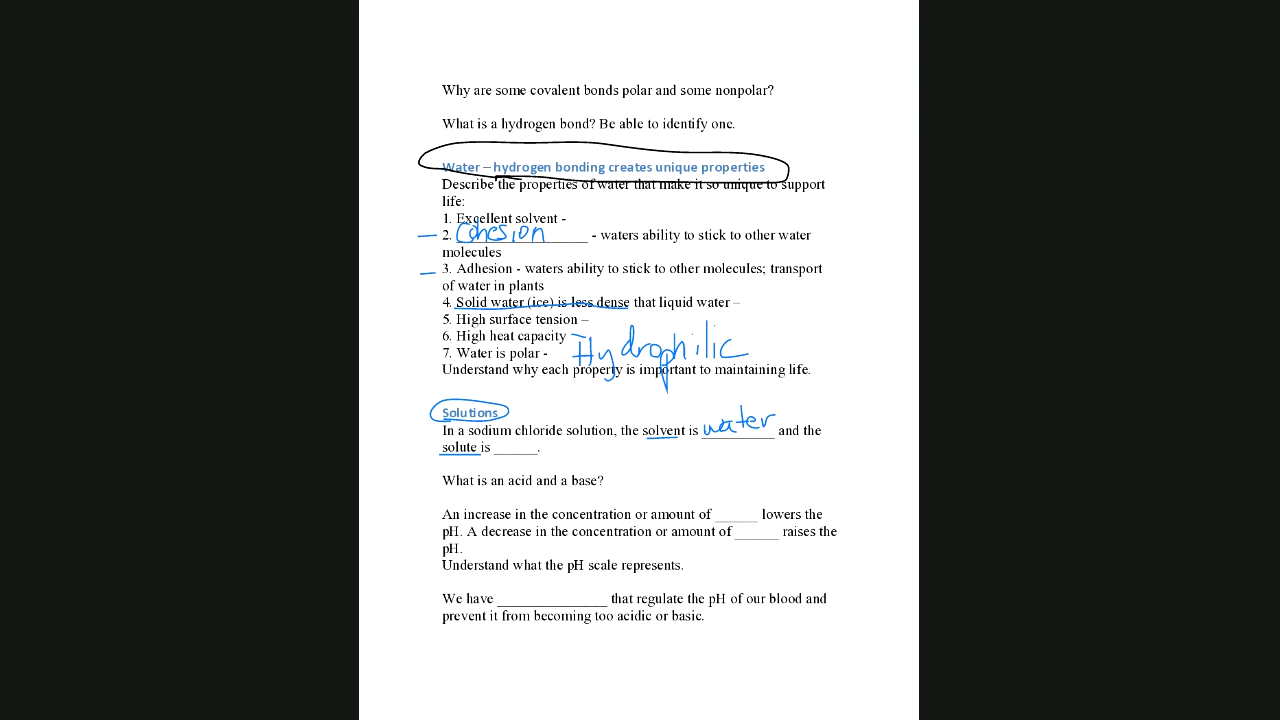 Why are some covalent bonds polar and some nonpolar?
What is a hydrogen bond? Be able to identify one.
Water – hydrogen bonding creates unique properties
Describe the properties of water that make it so unique to support
life:
1. Excellent solvent -
2. Cohesion - waters ability to stick to other water
molecules
3. Adhesion - waters ability to stick to other molecules; transport
of water in plants
4. Solid water (ice) is less dense that liquid water –
5. High surface tension –
6. High heat capacity –
7. Water is polar - Hydrophilic
Understand why each property is important to maintaining life.
Solutions
In a sodium chloride solution, the solvent is water and the
solute is ______.
What is an acid and a base?
An increase in the concentration or amount of ______ lowers the
pH. A decrease in the concentration or amount of ______ raises the
pH.
Understand what the pH scale represents.
We have _______________ that regulate the pH of our blood and
prevent it from becoming too acidic or basic.